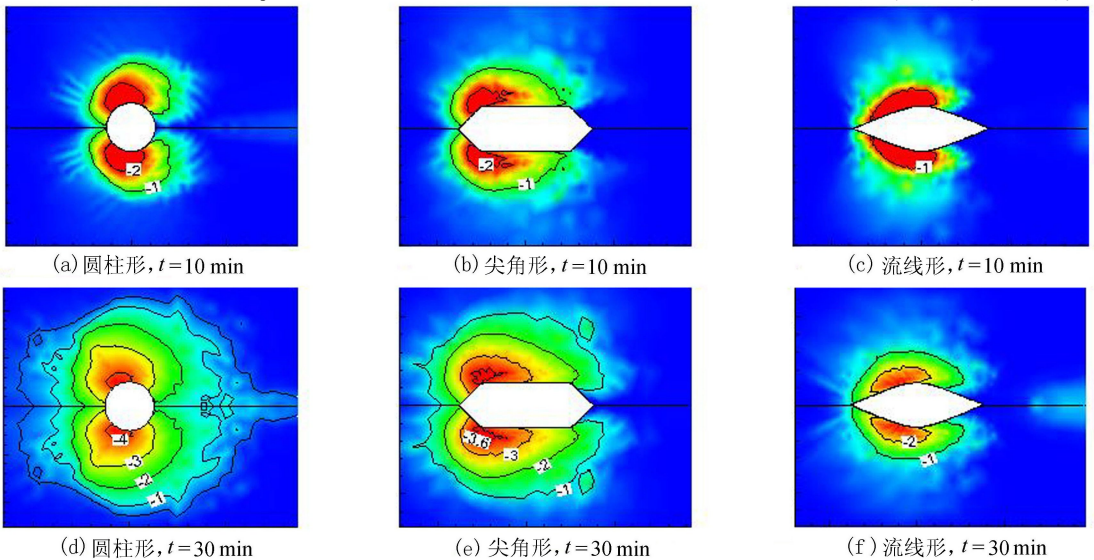 -2
-1
-2
-1
-1
(a) 圆柱形, t=10 min
(b) 尖角形, t=10 min
(c) 流线形, t=10 min
-4
-3
-2
-1
-3.6
-3
-2
-1
-2
-1
(d) 圆柱形, t=30 min
(e) 尖角形, t=30 min
(f) 流线形, t=30 min